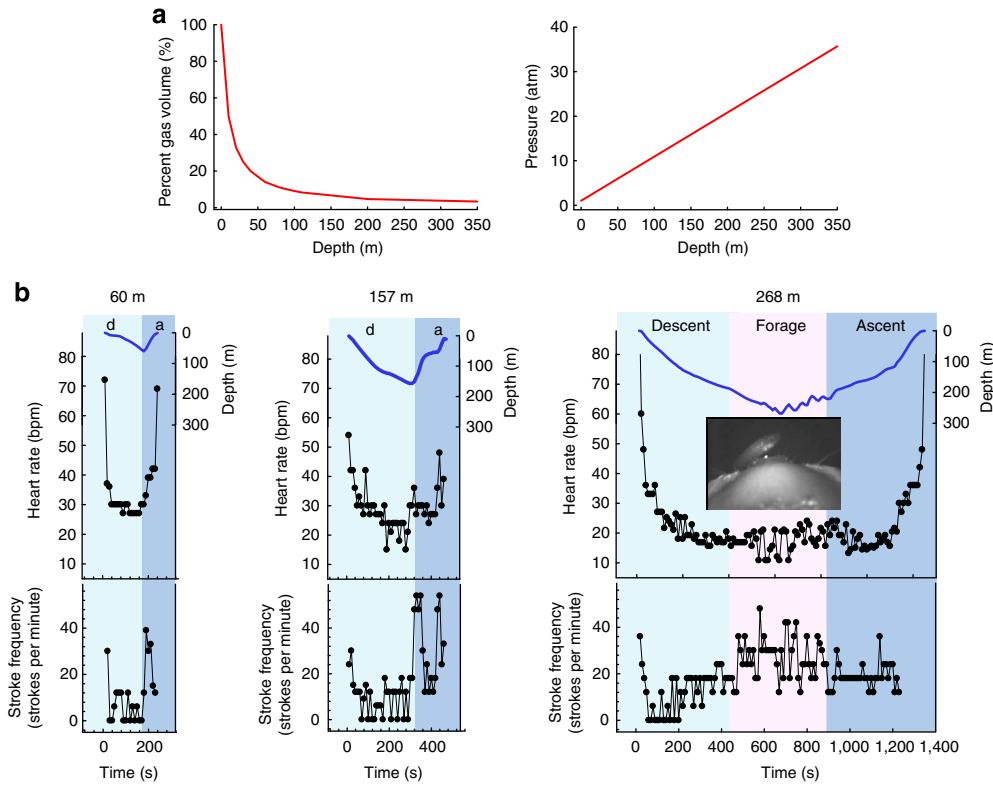 a
100
80
60
40
20
0
Percent gas volume (%)
0 50 100 150 200 250 300 350
Depth (m)
40
30
20
10
0
Pressure (atm)
0 50 100 150 200 250 300 350
Depth (m)
b
60 m
d a
80
70
60
50
40
30
20
10
Heart rate (bpm)
0
100
200
300
Depth (m)
40
20
0
Stroke frequency
(strokes per minute)
0 200
Time (s)
157 m
d a
80
70
60
50
40
30
20
10
Heart rate (bpm)
0
100
200
300
Depth (m)
40
20
0
Stroke frequency
(strokes per minute)
0 200 400
Time (s)
268 m
Descent Forage Ascent
80
70
60
50
40
30
20
10
Heart rate (bpm)
0
100
200
300
Depth (m)
40
20
0
Stroke frequency
(strokes per minute)
0 200 400 600 800 1,000 1,200 1,400
Time (s)